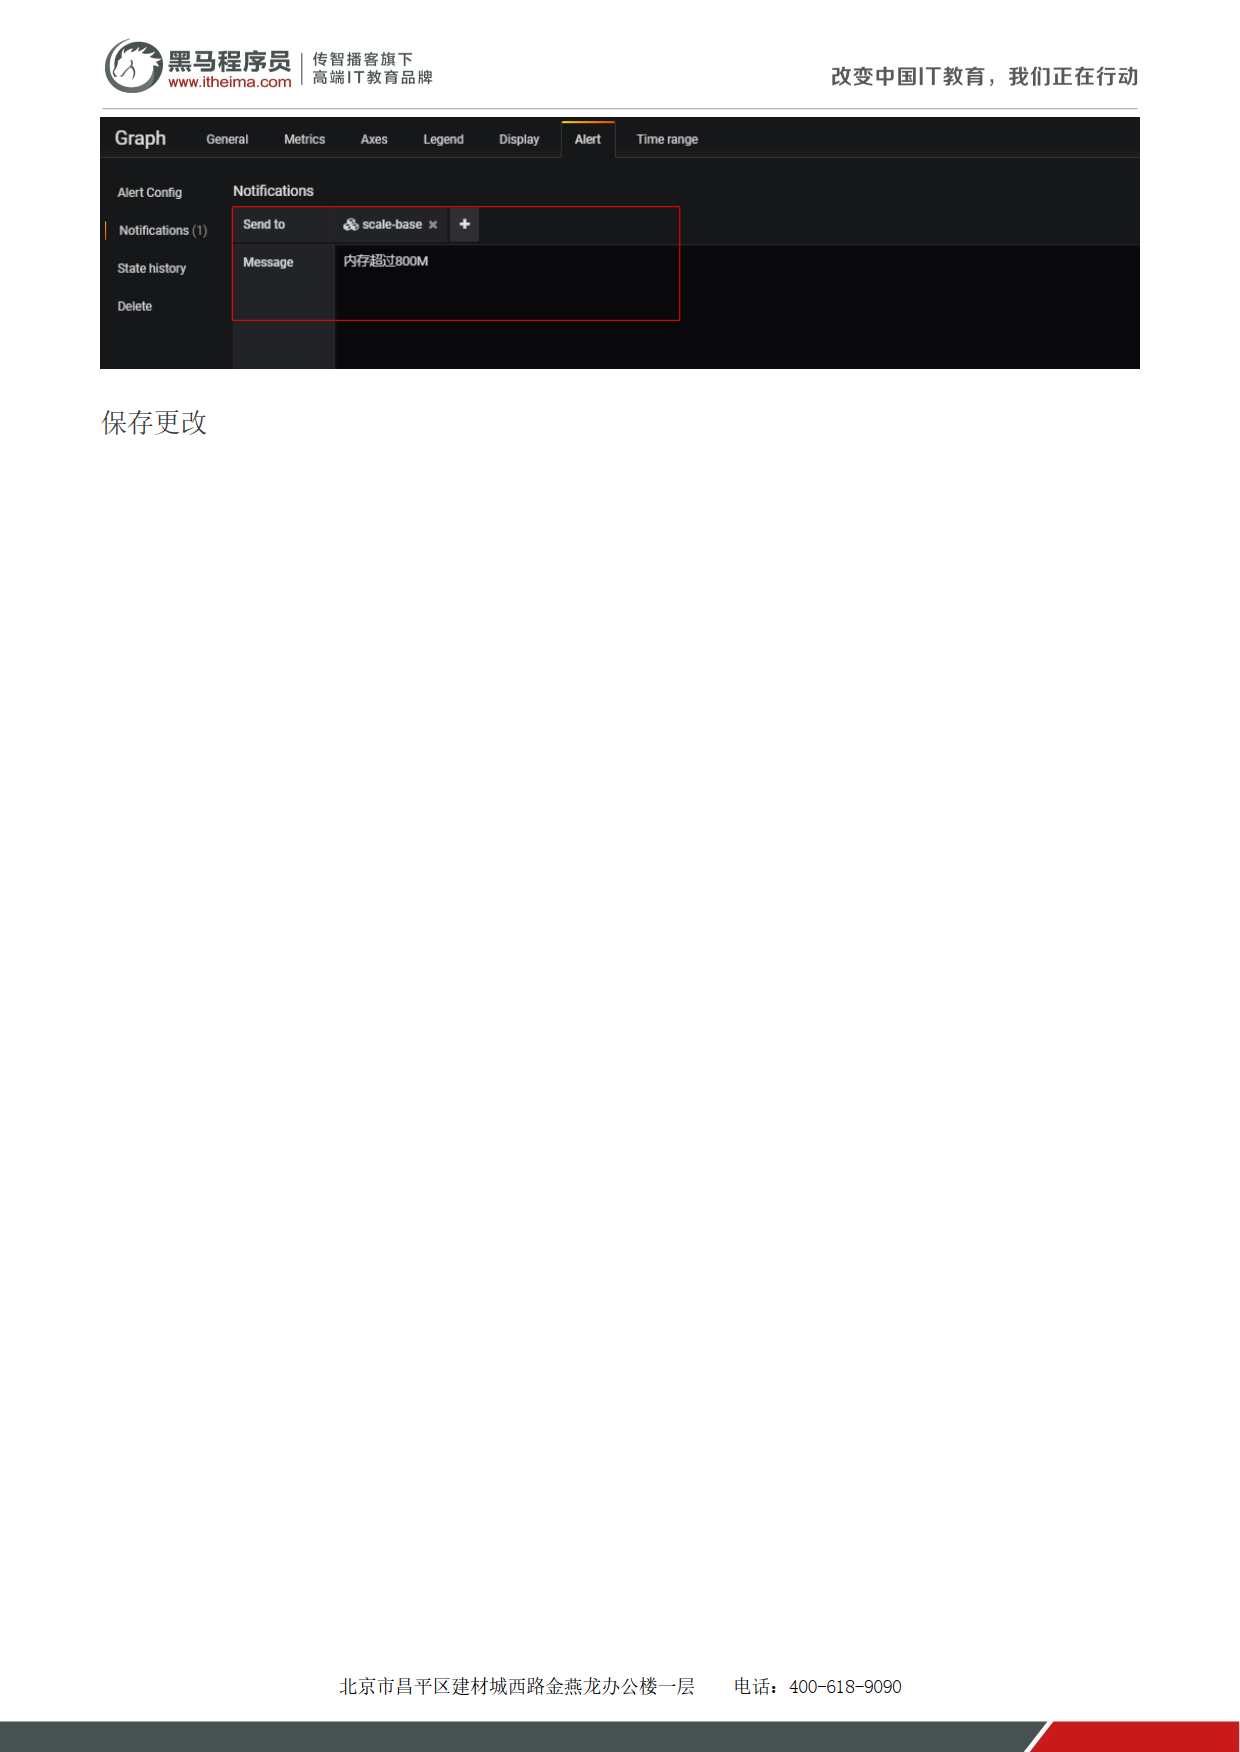 黑马程序员
www.itheima.com
传智播客旗下
高端IT教育品牌
改变中国IT教育，我们正在行动
Graph General Metrics Axes Legend Display Alert Time range
Alert Config
Notifications (1)
State history
Delete
Notifications
Send to scale-base
Message 内存超过800M
保存更改
北京市昌平区建材城西路金燕龙办公楼一层 电话：400-618-9090